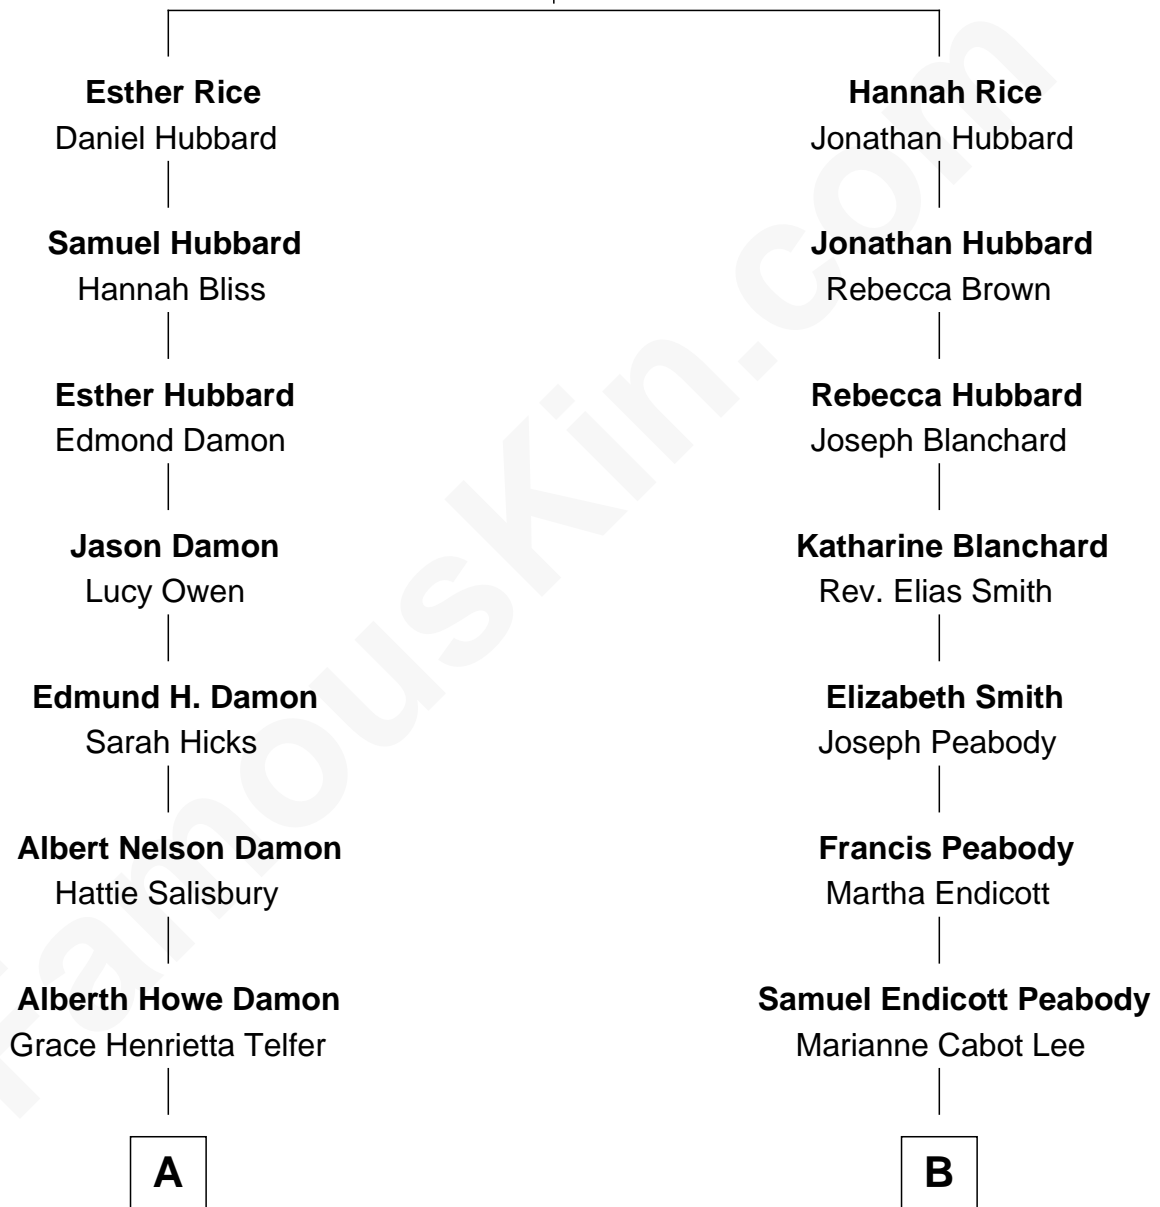 Esther Rice
Daniel Hubbard
Samuel Hubbard
Hannah Bliss
Esther Hubbard
Edmond Damon
Jason Damon
Lucy Owen
Edmund H. Damon
Sarah Hicks
Albert Nelson Damon
Hattie Salisbury
Alberth Howe Damon
Grace Henrietta Telfer
A
Hannah Rice
Jonathan Hubbard
Jonathan Hubbard
Rebecca Brown
Rebecca Hubbard
Joseph Blanchard
Katharine Blanchard
Rev. Elias Smith
Elizabeth Smith
Joseph Peabody
Francis Peabody
Martha Endicott
Samuel Endicott Peabody
Marianne Cabot Lee
B
FamousKin.com